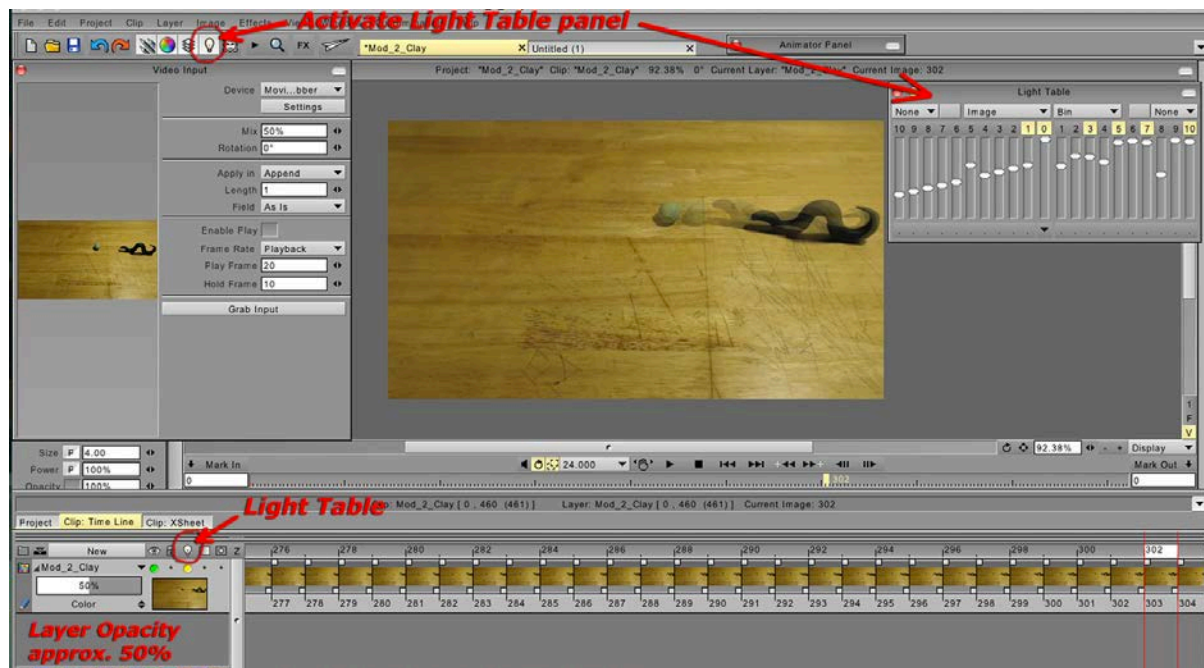 File Edit Project Clip Layer Image Effects
Activate Light Table panel
FX
*Mod_2_Clay X Untitled (1) X Animator Panel
Video Input
Project: "Mod_2_Clay" Clip: "Mod_2_Clay" 92.38% 0° Current Layer: "Mod_2_Clay" Current Image: 302
Light Table
None Image Bin None
10 9 8 7 6 5 4 3 2 1 0 1 2 3 4 5 6 7 8 9 10
Device Movi...bber
Settings
Mix 50%
Rotation 0°
Apply in Append
Length 1
Field As Is
Enable Play
Frame Rate Playback
Play Frame 20
Hold Frame 10
Grab Input
1
F
V
Size P 4.00
Power P 100%
Opacity 100%
92.38% - + Display
Mark In 24.000 Mark Out
0 302 0
Light Table
Mod_2_Clay [ 0 , 460 (461) ] Layer: Mod_2_Clay [ 0 , 460 (461) ] Current Image: 302
Project Clip: Time Line Clip: XSheet
New Z 276 278 280 282 284 286 288 290 292 294 296 298 300 302
Mod_2_Clay
50%
Color 277 278 279 280 281 282 283 284 285 286 287 288 289 290 291 292 293 294 295 296 297 298 299 300 301 302 303 304
Layer Opacity
approx. 50%